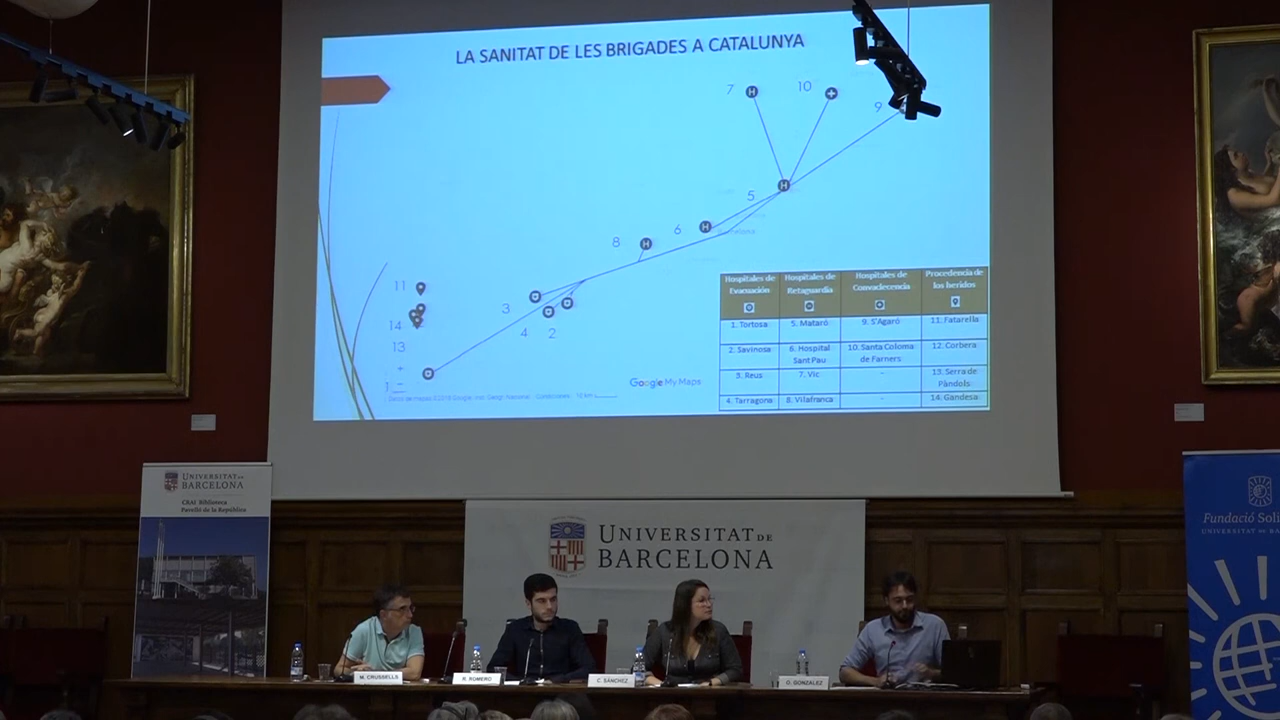 LA SANITAT DE LES BRIGADES A CATALUNYA
7
10
9
5
6
8
11
3
14
4
2
13
1
Google My Maps
Hospitales de Evacuación
Hospitales de Retaguardia
Hospitales de Convalecencia
Procedencia de los heridos
1. Tortosa
5. Mataró
9. S'Agaró
11. Fatarella
2. Savinosa
6. Hospital Sant Pau
10. Santa Coloma de Farners
12. Corbera
3. Reus
7. Vic
-
13. Serra de Pàndols
4. Tarragona
8. Vilafranca
-
14. Gandesa
UNIVERSITAT DE
BARCELONA
CRAI Biblioteca
Pavelló de la República
UNIVERSITAT DE
BARCELONA
Fundació Soli
UNIVERSITAT DE B
M. CRUSELLS
R. ROMERO
C. SÁNCHEZ
O. GONZÁLEZ